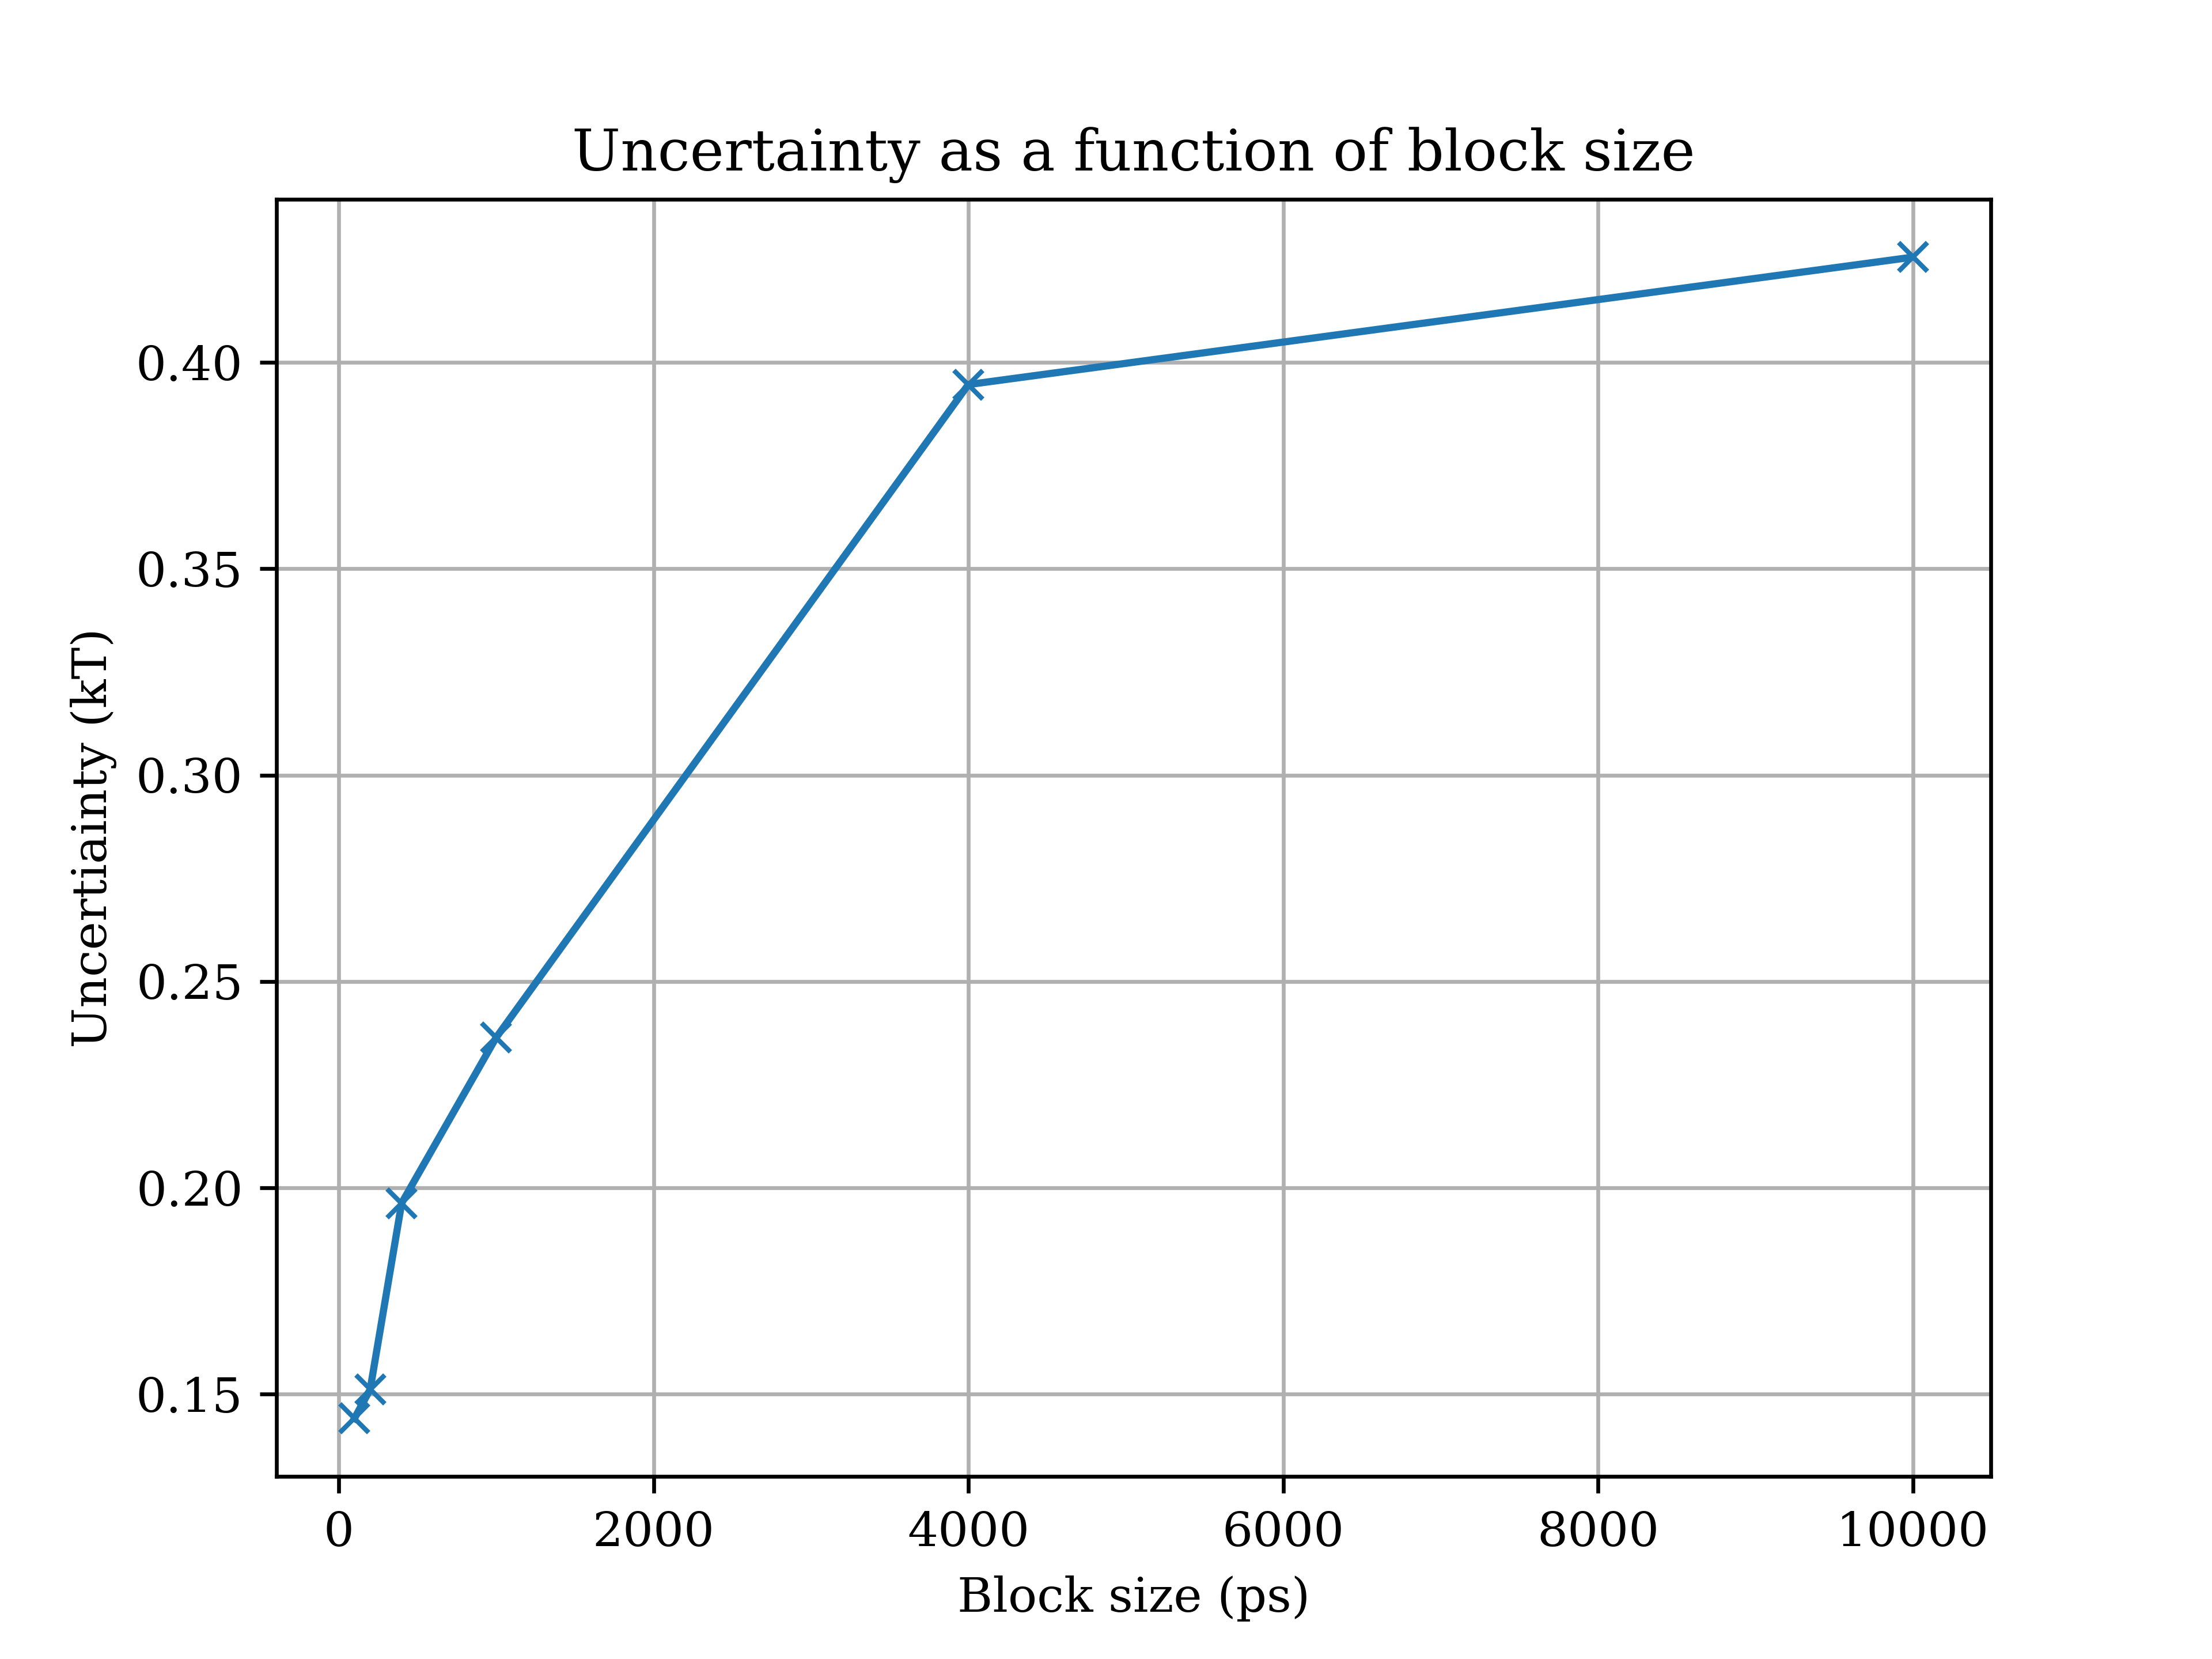 Uncertainty as a function of block size
0.40
0.35
0.30
0.25
0.20
0.15
Uncertiainty (kT)
0 2000 4000 6000 8000 10000
Block size (ps)